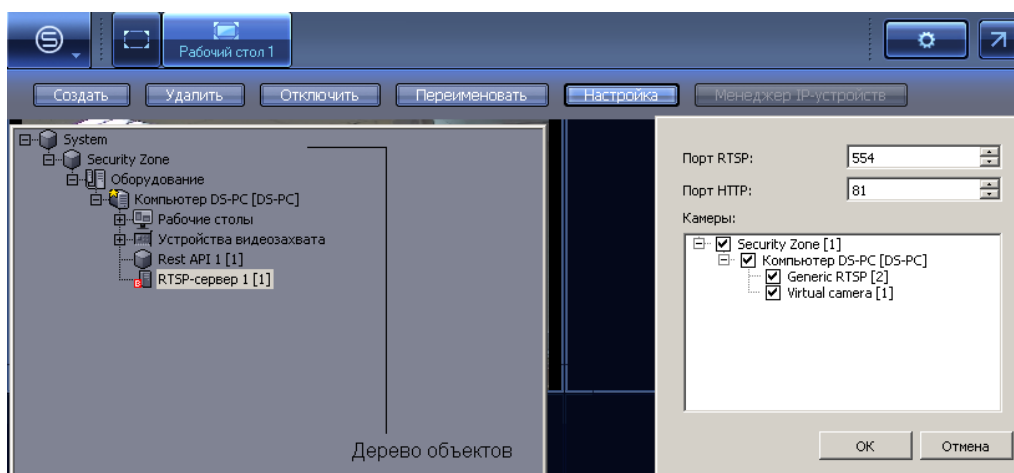 Рабочий стол 1
Создать Удалить Отключить Переименовать Настройка Менеджер IP-устройств
System
Security Zone
Оборудование
Компьютер DS-PC [DS-PC]
Рабочие столы
Устройства видеозахвата
Rest API 1 [1]
RTSP-сервер 1 [1]
Дерево объектов
Порт RTSP: 554
Порт HTTP: 81
Камеры:
Security Zone [1]
Компьютер DS-PC [DS-PC]
Generic RTSP [2]
Virtual camera [1]
OK Отмена